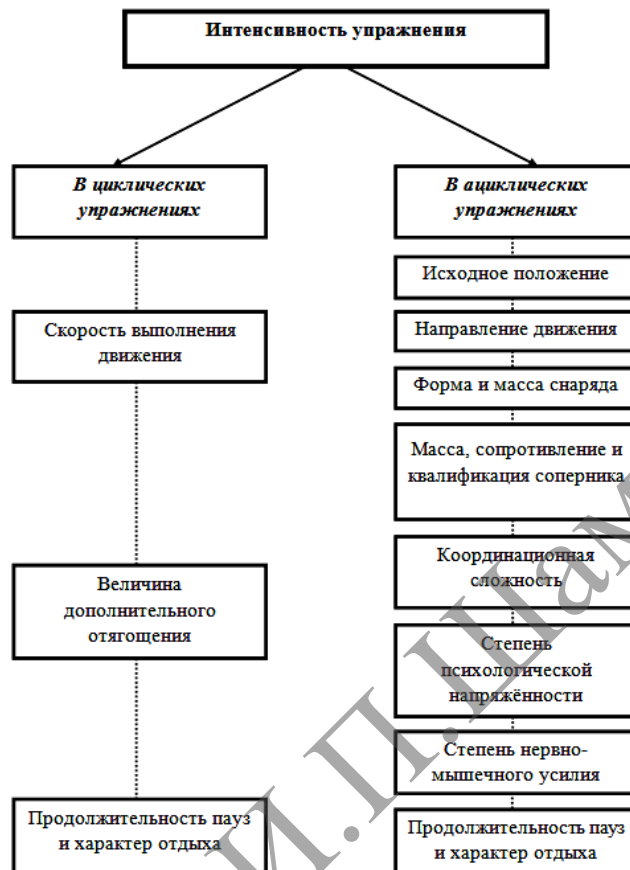 Интенсивность упражнения
В циклических
упражнениях
Скорость выполнения
движения
Величина
дополнительного
отягощения
Продолжительность пауз
и характер отдыха
В ациклических
упражнениях
Исходное положение
Направление движения
Форма и масса снаряда
Масса, сопротивление и
квалификация соперника
Координационная
сложность
Степень
психологической
напряжённости
Степень нервно-
мышечного усилия
Продолжительность пауз
и характер отдыха
И.П.Шам